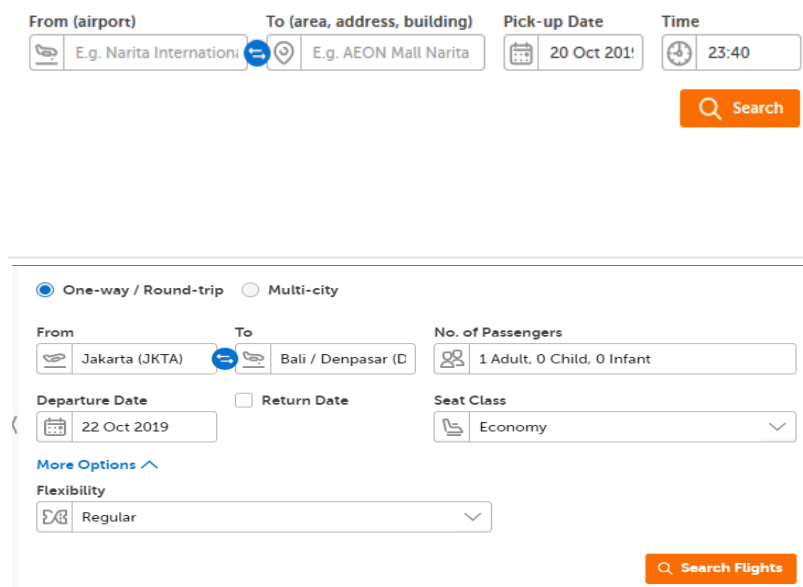 From (airport) To (area, address, building) Pick-up Date Time
E.g. Narita Internationa E.g. AEON Mall Narita 20 Oct 201 23:40
Search
One-way / Round-trip Multi-city
From To No. of Passengers
Jakarta (JKTA) Bali / Denpasar (D 1 Adult, 0 Child, 0 Infant
Departure Date Return Date Seat Class
22 Oct 2019 Economy
More Options
Flexibility
Regular
Search Flights